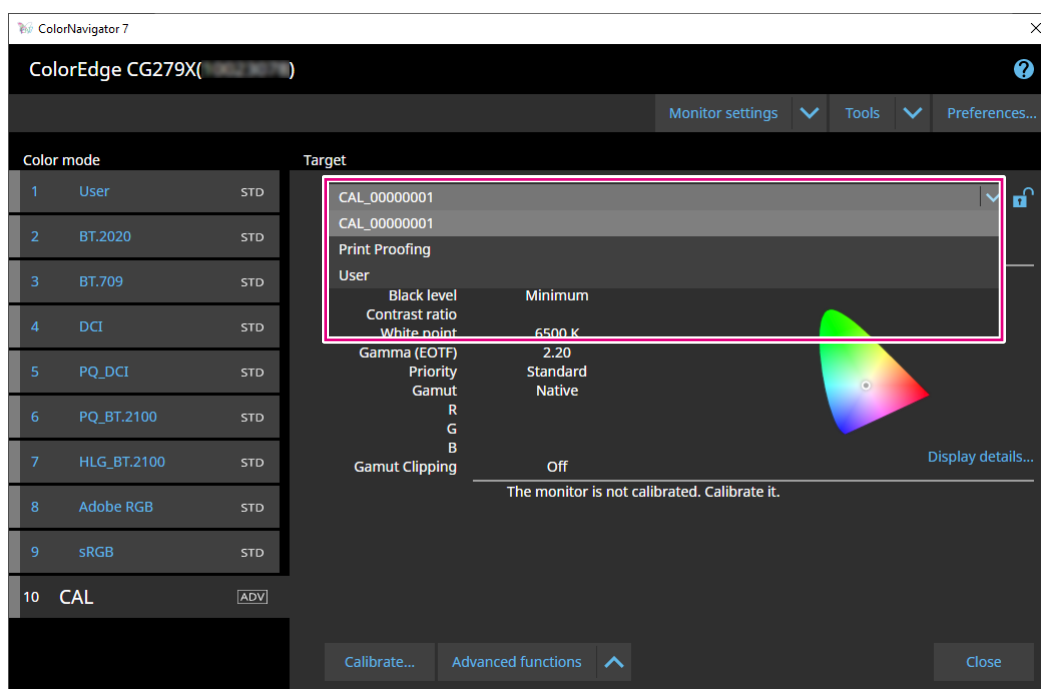 ColorNavigator 7
ColorEdge CG279X( )
Monitor settings Tools Preferences...
Color mode
Target
1 User STD
2 BT.2020 STD
3 BT.709 STD
4 DCI STD
5 PQ_DCI STD
6 PQ_BT.2100 STD
7 HLG_BT.2100 STD
8 Adobe RGB STD
9 sRGB STD
10 CAL ADV
CAL_00000001
CAL_00000001
Print Proofing
User
Black level Minimum
Contrast ratio
White point 6500 K
Gamma (EOTF) 2.20
Priority Standard
Gamut Native
R
G
B
Gamut Clipping Off
Display details...
The monitor is not calibrated. Calibrate it.
Calibrate... Advanced functions Close